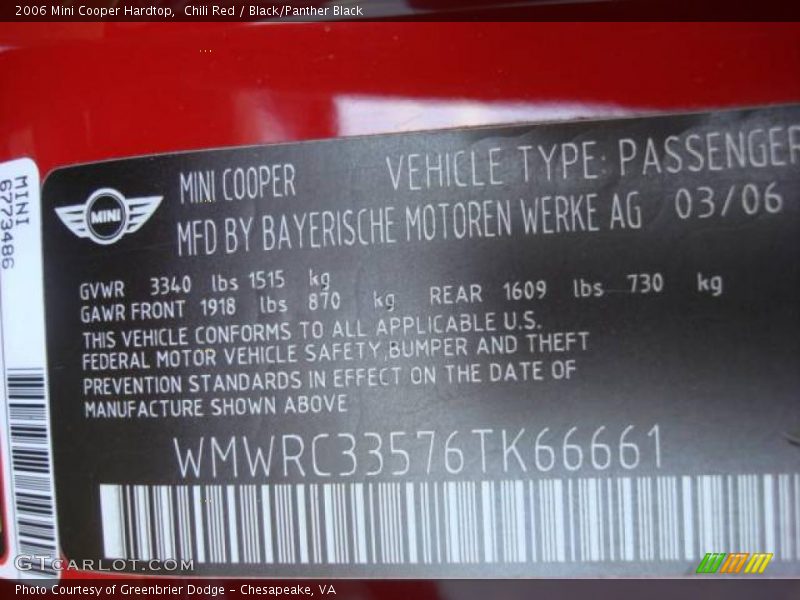 2006 Mini Cooper Hardtop,  Chili Red / Black/Panther Black
MINI
6773486
MINI
MINI COOPER VEHICLE TYPE: PASSENGER
MFD BY BAYERISCHE MOTOREN WERKE AG 03/06
GVWR 3340 lbs 1515 kg
GAWR FRONT 1918 lbs 870 kg REAR 1609 lbs 730 kg
THIS VEHICLE CONFORMS TO ALL APPLICABLE U.S.
FEDERAL MOTOR VEHICLE SAFETY,BUMPER AND THEFT
PREVENTION STANDARDS IN EFFECT ON THE DATE OF
MANUFACTURE SHOWN ABOVE
WMWRC33576TK66661
GTCARLOT.COM
Photo Courtesy of Greenbrier Dodge - Chesapeake, VA